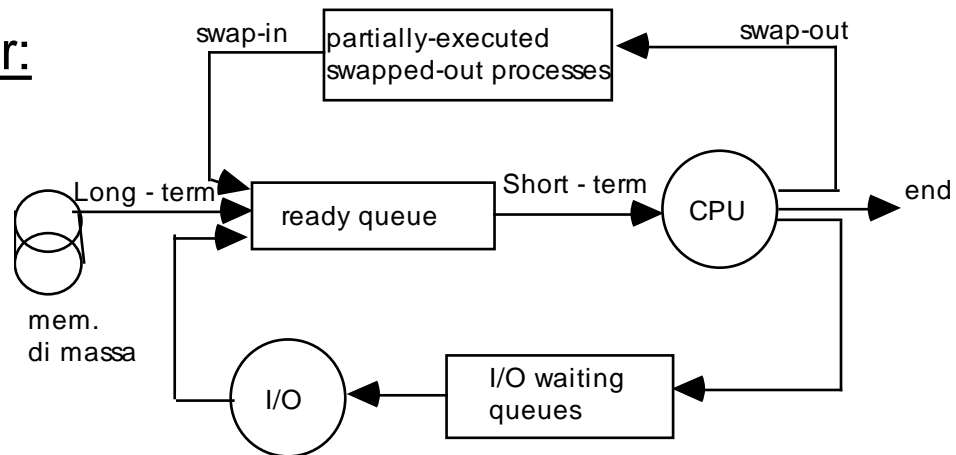 r:
swap-in
partially-executed
swapped-out processes
swap-out
Long - term
ready queue
Short - term
CPU
end
mem.
di massa
I/O
I/O waiting
queues